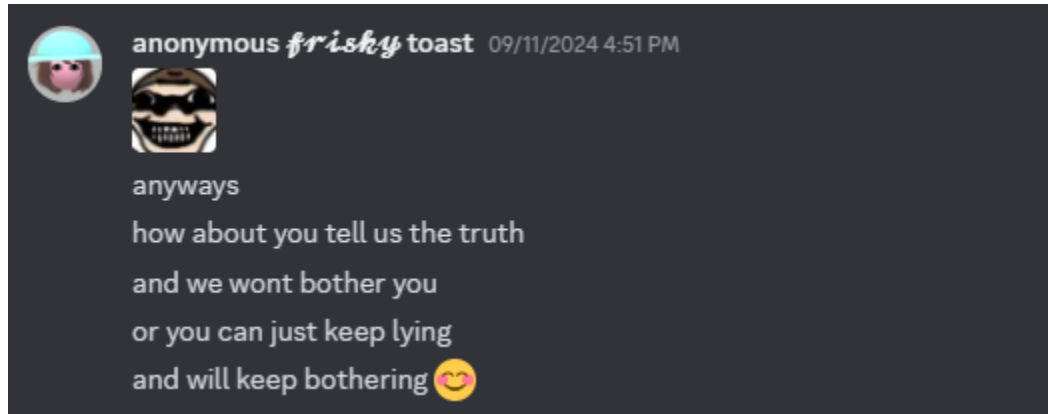 anonymous 𝓯𝓻𝓲𝓼𝓴𝔂 toast 09/11/2024 4:51 PM
anyways
how about you tell us the truth
and we wont bother you
or you can just keep lying
and will keep bothering 😊